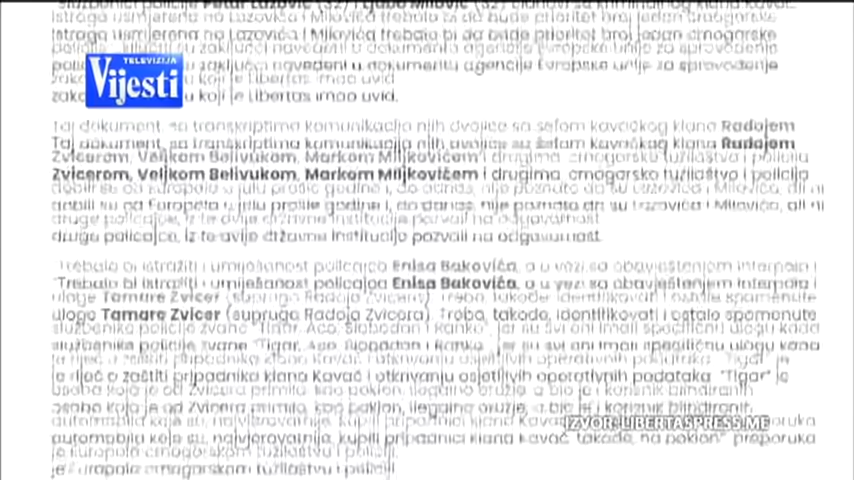 službenici policije Petar Lazović (32) i Ljubo Milović (32)
Istraga usmjerena na Lazovića i Milovića trebalo bi da bude prioritet broj jedan crnogorske
policije, zaključci navedeni u dokumentu agencije Evropske unije za sprovođenje
TELEVIZIJA
Vijesti
zakona u koji je Libertas imao uvid.
Taj dokument, sa transkriptima komunikacija njih dvojice sa šefom kavačkog klana Radojem
Zvicerom, Veljkom Belivukom, Markom Miljkovićem i drugima, crnogorsko tužilaštvo i policija
dobili su od Europola u julu prošle godine i, do danas, nije poznato da su Lazovića i Milovića, ali ni
druge policajce, iz te dvije državne institucije pozvali na odgovornost.
"Trebalo bi istražiti i umiješanost policajca Enisa Bakovića, a u vezi sa obavještenjem Interpola i
uloge Tamare Zvicer (supruga Radoja Zvicera). Treba, takođe, identifikovati i ostale spomenute
službenike policije zvane "Tigar, Aco, Slobodan i Ranko", jer su svi oni imali specifičnu ulogu kada
je riječ o zaštiti pripadnika klana Kavač i otkrivanju osjetljivih operativnih podataka. "Tigar" je
osoba koja je od Zvicera primila, kao poklon, ilegalno oružje, a bio je i korisnik blindiranih
IZVOR: LIBERTASPRESS.ME
automobila koje su, najvjerovatnije, kupili pripadnici klana Kavač, takođe, na poklon" preporuka
je Europola crnogorskom tužilaštvu i policiji